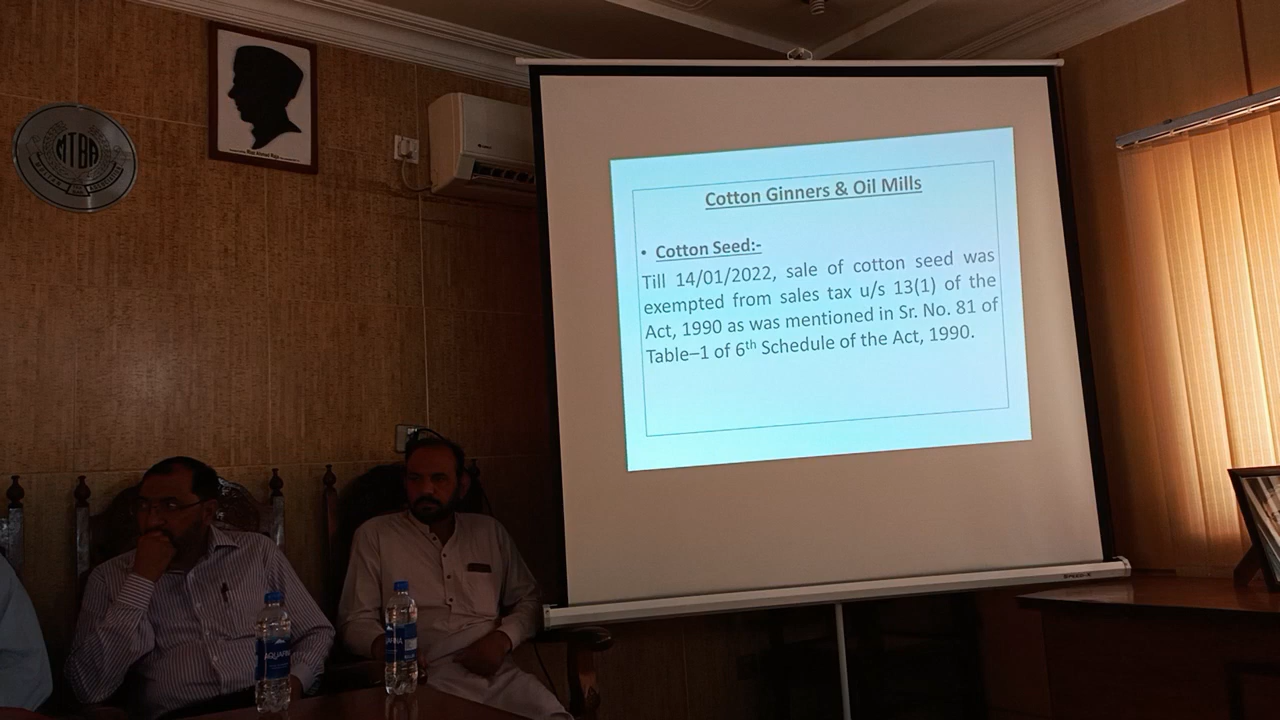 MTBA
Cotton Ginners & Oil Mills
• Cotton Seed:-
Till 14/01/2022, sale of cotton seed was
exempted from sales tax u/s 13(1) of the
Act, 1990 as was mentioned in Sr. No. 81 of
Table–1 of 6th Schedule of the Act, 1990.
AQUAFINA